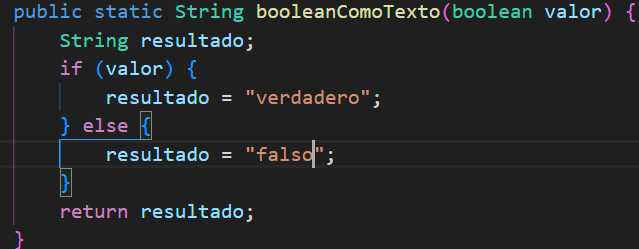 public static String booleanComoTexto(boolean valor) {
    String resultado;
    if (valor) {
        resultado = "verdadero";
    } else {
        resultado = "falso";
    }
    return resultado;
}